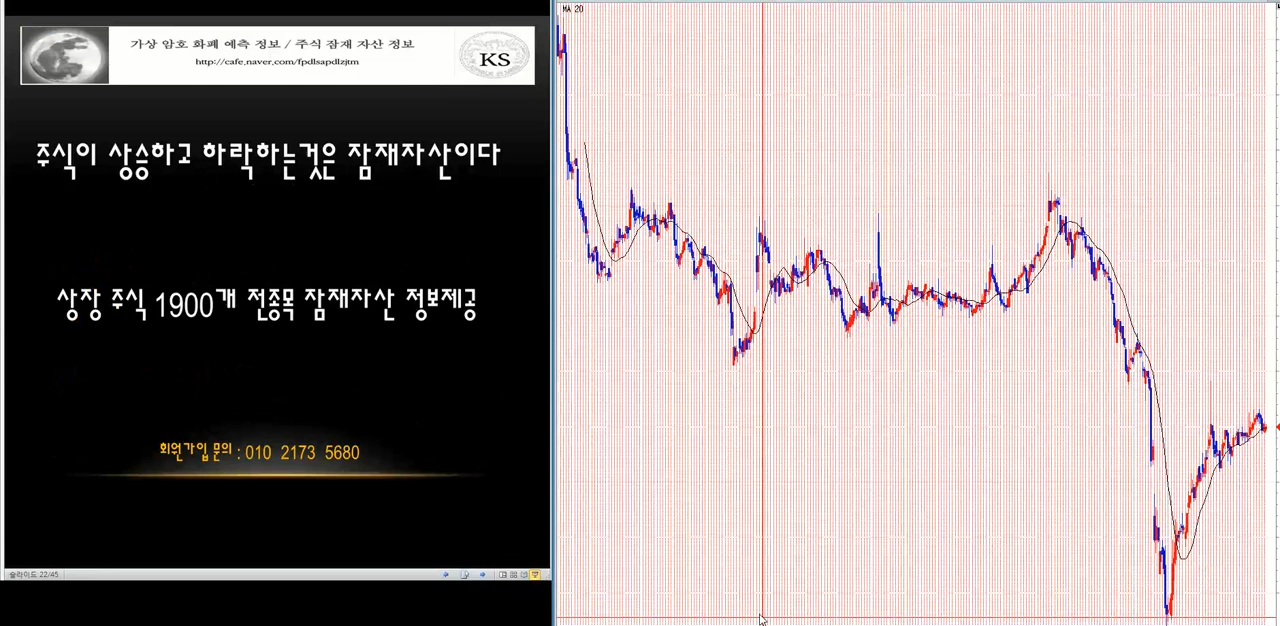 MA 20
가상 암호 화폐 예측 정보 / 주식 잠재 자산 정보
http://cafe.naver.com/fpdlsapdlzjtm
KS
주식이 상승하고 하락하는것은 잠재자산이다
상장 주식 1900개 전종목 잠재자산 정보제공
회원가입 문의 : 010 2173 5680
슬라이드 22/45